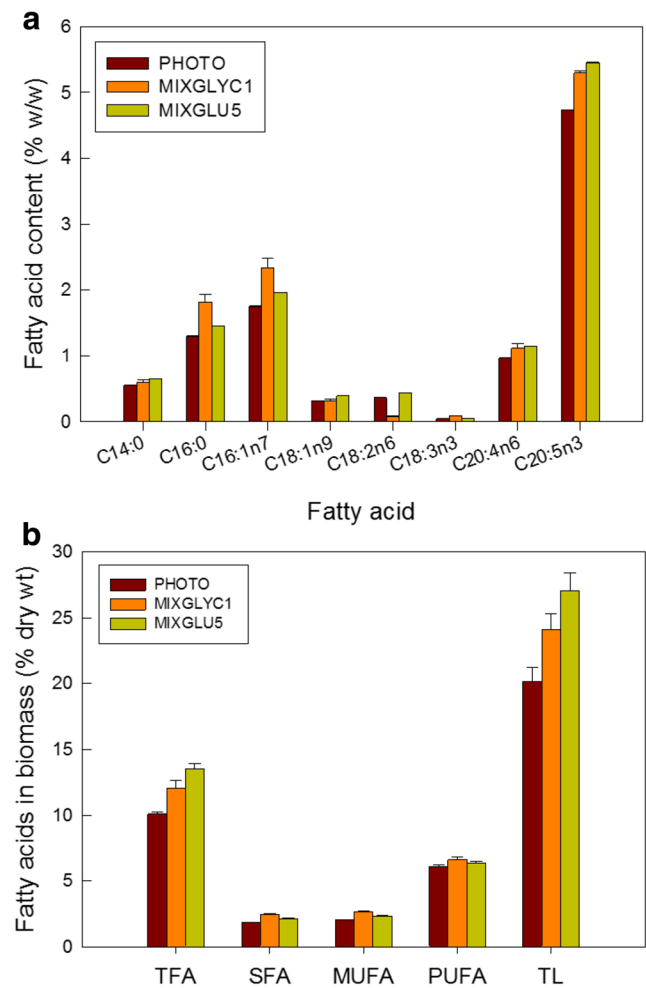 a
Fatty acid content (% w/w)
6
5
4
3
2
1
0
PHOTO
MIXGLYC1
MIXGLU5
C14:0
C16:0
C16:1n7
C18:1n9
C18:2n6
C18:3n3
C20:4n6
C20:5n3
Fatty acid
b
Fatty acids in biomass (% dry wt)
30
25
20
15
10
5
0
PHOTO
MIXGLYC1
MIXGLU5
TFA
SFA
MUFA
PUFA
TL